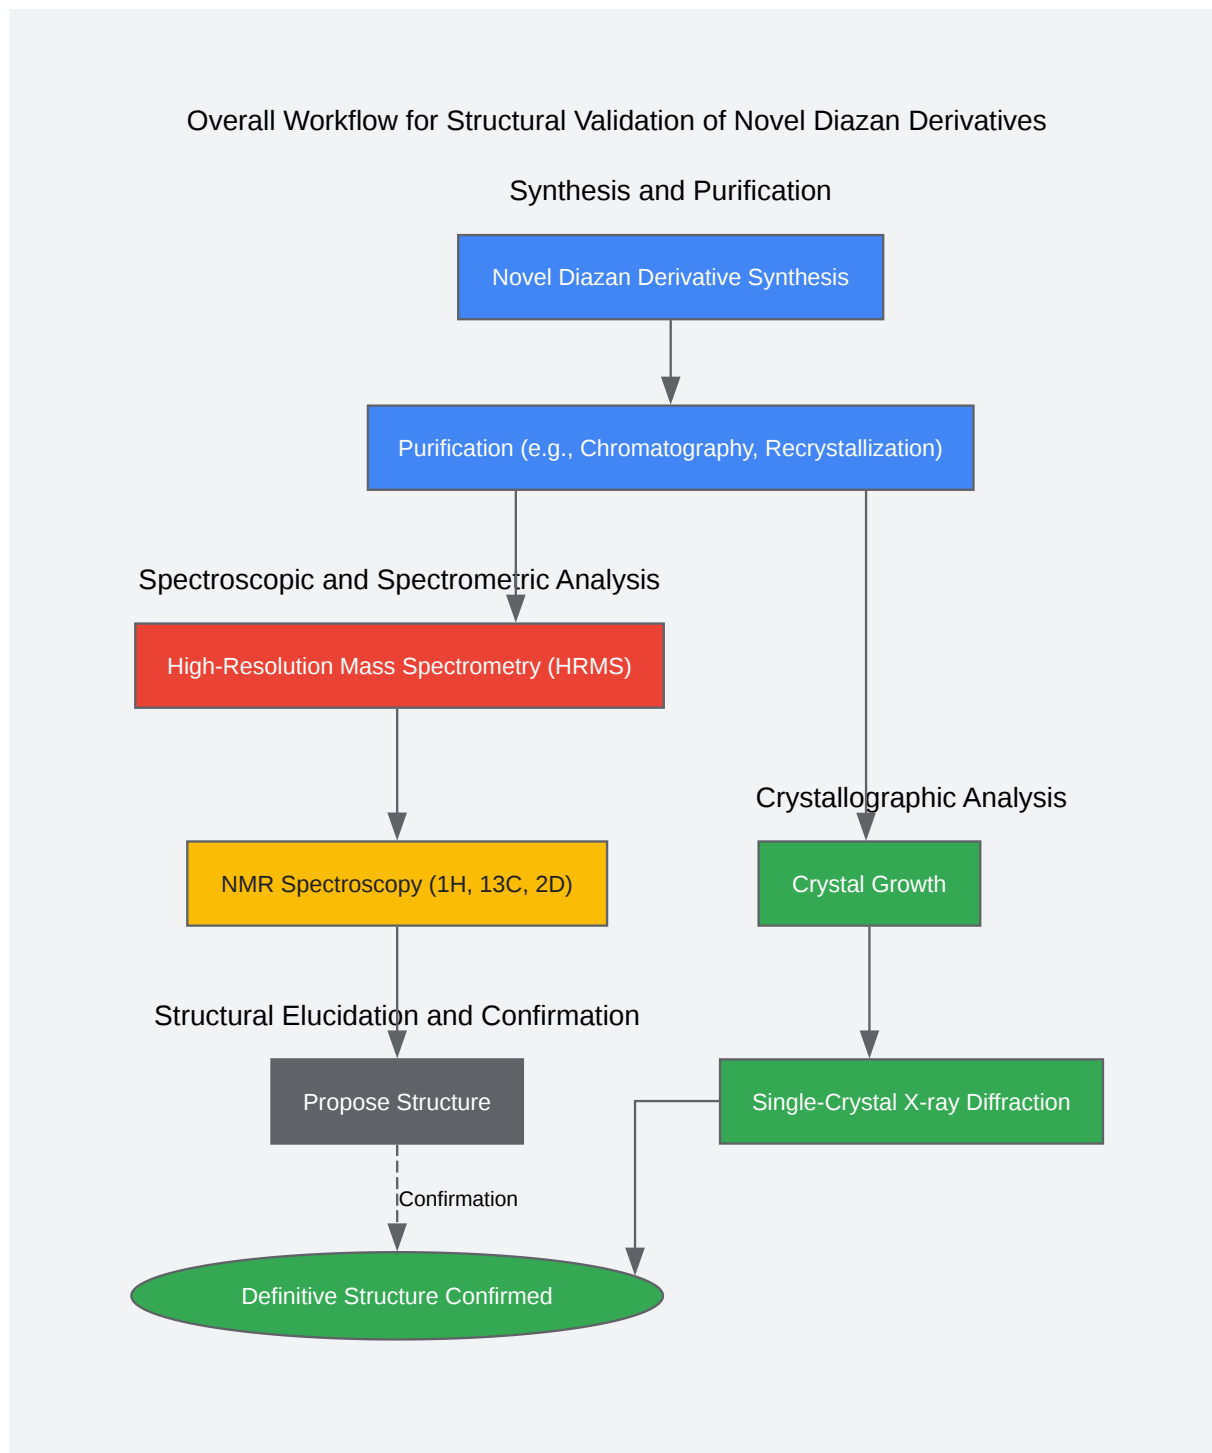 Overall Workflow for Structural Validation of Novel Diazan Derivatives
Synthesis and Purification
Novel Diazan Derivative Synthesis
Purification (e.g., Chromatography, Recrystallization)
Spectroscopic and Spectrometric Analysis
High-Resolution Mass Spectrometry (HRMS)
Crystallographic Analysis
NMR Spectroscopy (1H, 13C, 2D)
Crystal Growth
Structural Elucidation and Confirmation
Propose Structure
Single-Crystal X-ray Diffraction
Confirmation
Definitive Structure Confirmed